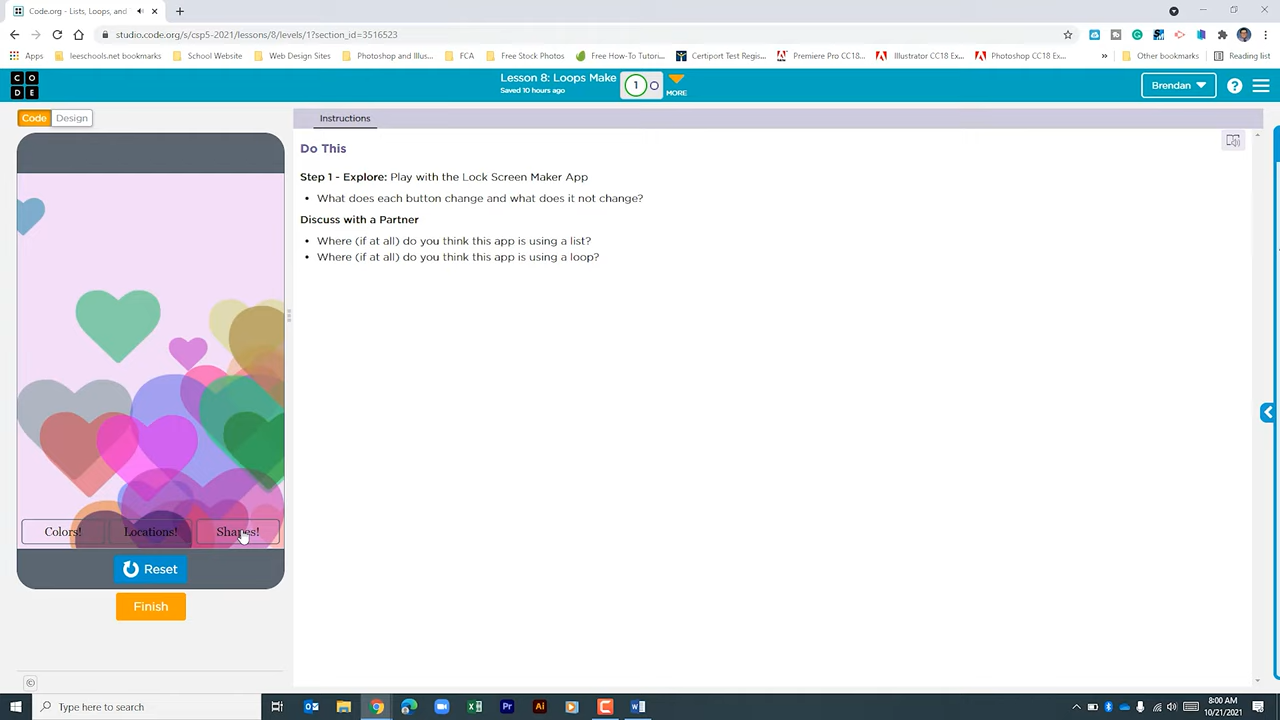 Code.org - Lists, Loops, and
studio.code.org/s/csp5-2021/lessons/8/levels/1?section_id=3516523
Apps leeschools.net bookmarks School Website Web Design Sites Photoshop and Illus... FCA Free Stock Photos Free How-To Tutori... Certiport Test Regis... Premiere Pro CC18... Illustrator CC18 Exa... Photoshop CC18 Ex... » Other bookmarks Reading list
C O D E
Lesson 8: Loops Make
Saved 10 hours ago
1
MORE
Brendan
?
Code Design
Instructions
Do This
Step 1 - Explore: Play with the Lock Screen Maker App
• What does each button change and what does it not change?
Discuss with a Partner
• Where (if at all) do you think this app is using a list?
• Where (if at all) do you think this app is using a loop?
Colors! Locations! Shapes!
Reset
Finish
©
Type here to search
8:00 AM
10/21/2021